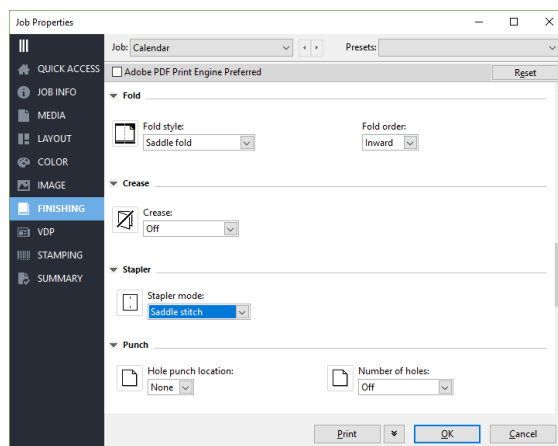 Job Properties
Job: Calendar
Presets:
QUICK ACCESS
JOB INFO
MEDIA
LAYOUT
COLOR
IMAGE
FINISHING
VDP
STAMPING
SUMMARY
Adobe PDF Print Engine Preferred
Reset
Fold
Fold style:
Fold order:
Saddle fold
Inward
Crease
Crease:
Off
Stapler
Stapler mode:
Saddle stitch
Punch
Hole punch location:
Number of holes:
None
Off
Print
OK
Cancel